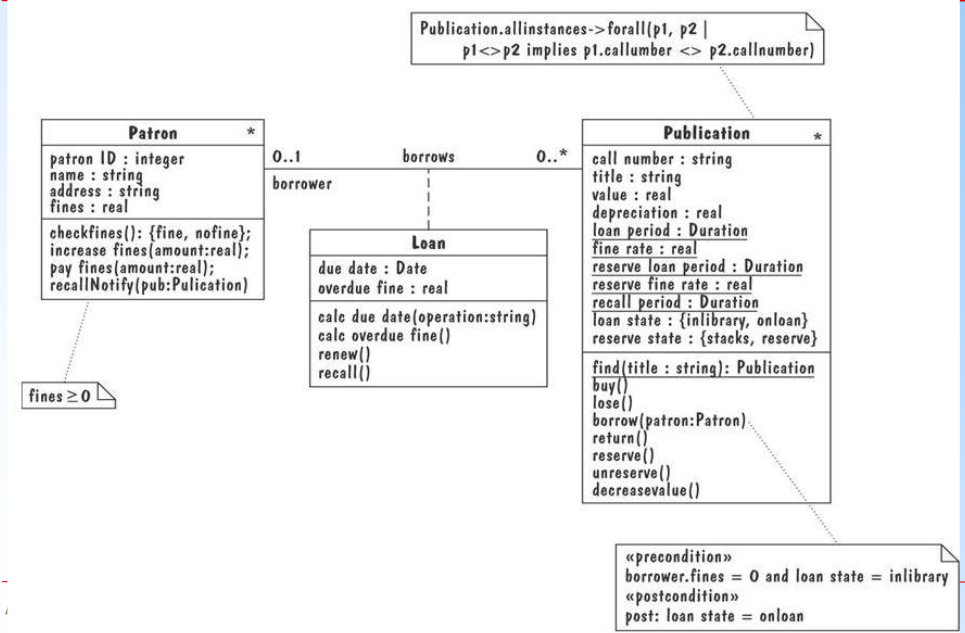 Publication.allinstances->forall(p1, p2 |
p1<>p2 implies p1.callumber <> p2.callnumber)
Patron *
patron ID : integer
name : string
address : string
fines : real
checkfines(): {fine, nofine};
increase fines(amount:real);
pay fines(amount:real);
recallNotify(pub:Pulication)
fines ≥ 0
0..1 borrows 0..*
borrower
Loan
due date : Date
overdue fine : real
calc due date(operation:string)
calc overdue fine()
renew()
recall()
Publication *
call number : string
title : string
value : real
depreciation : real
loan period : Duration
fine rate : real
reserve loan period : Duration
reserve fine rate : real
recall period : Duration
loan state : {inlibrary, onloan}
reserve state : {stacks, reserve}
find(title : string): Publication
buy()
lose()
borrow(patron:Patron)
return()
reserve()
unreserve()
decreasevalue()
«precondition»
borrower.fines = 0 and loan state = inlibrary
«postcondition»
post: loan state = onloan